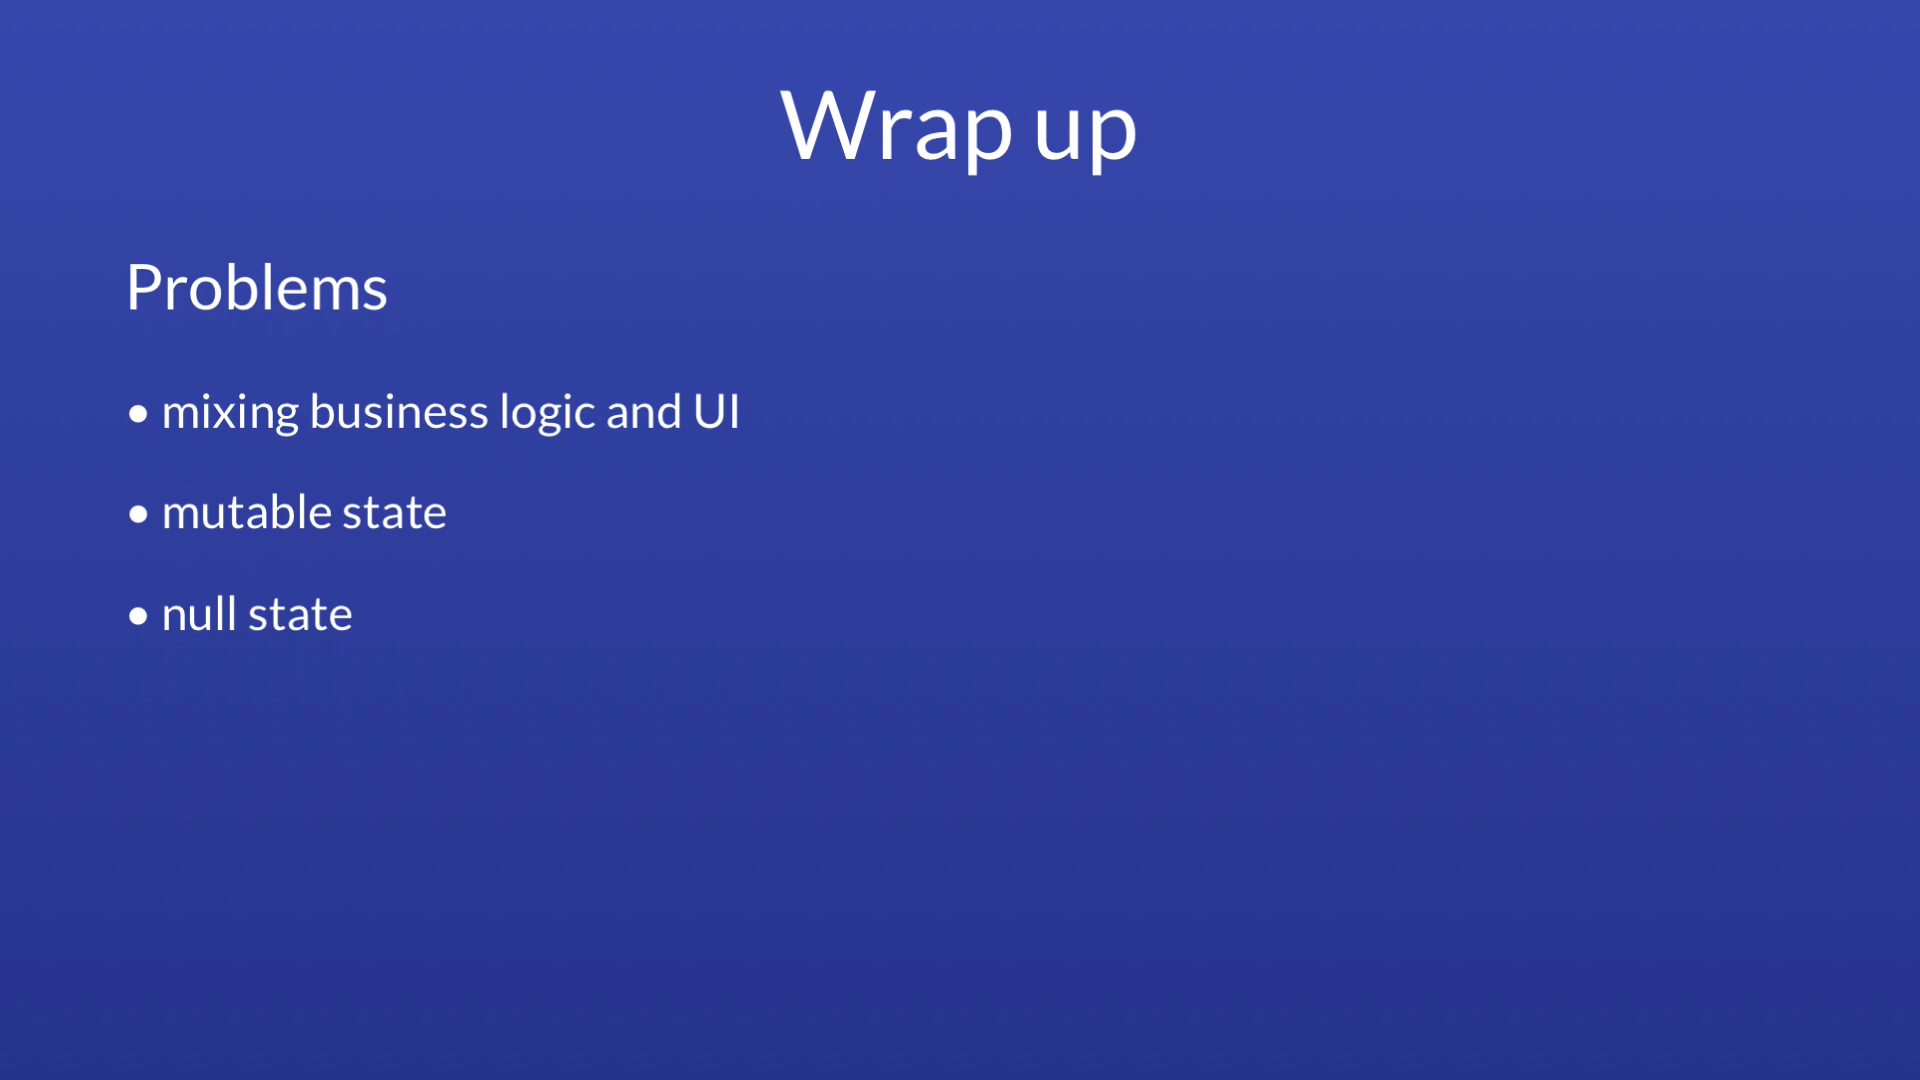 Wrap up
Problems
• mixing business logic and UI
• mutable state
• null state